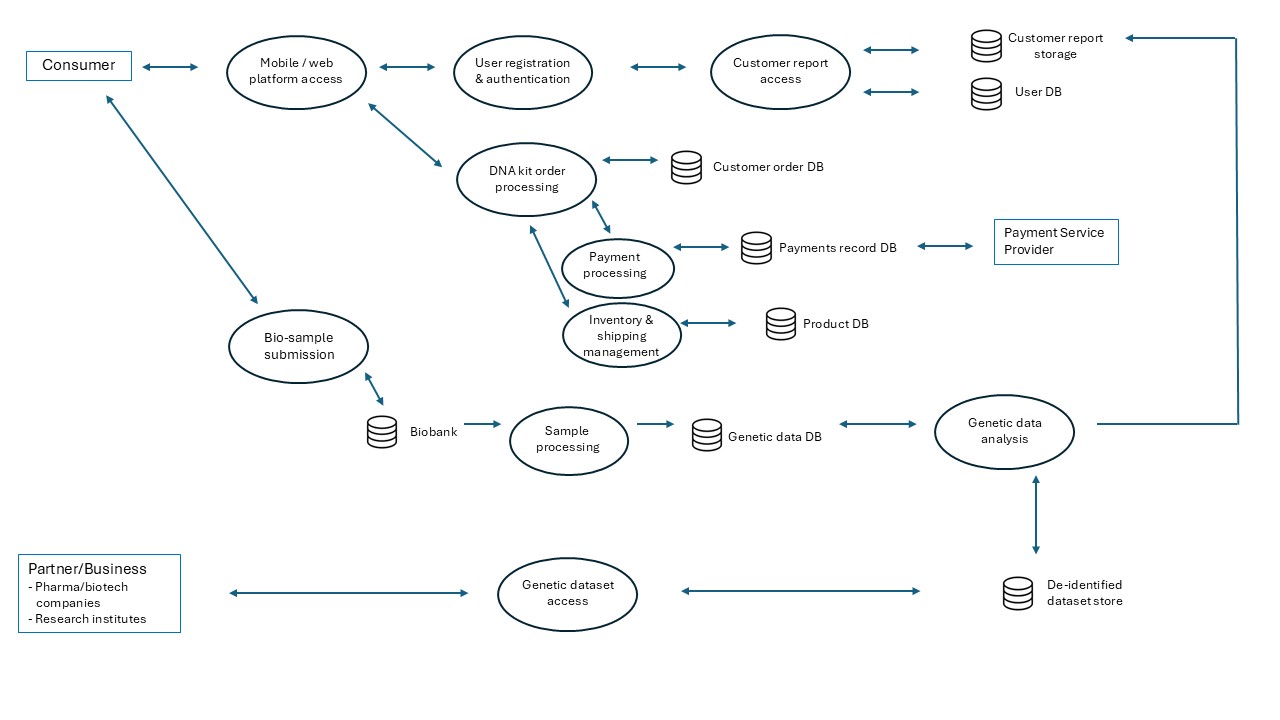 Consumer
Mobile / web
platform access
User registration
& authentication
Customer report
access
Customer report
storage
User DB
DNA kit order
processing
Customer order DB
Payment
processing
Payments record DB
Payment Service
Provider
Inventory &
shipping
management
Product DB
Bio-sample
submission
Biobank
Sample
processing
Genetic data DB
Genetic data
analysis
Partner/Business
- Pharma/biotech
companies
- Research institutes
Genetic dataset
access
De-identified
dataset store